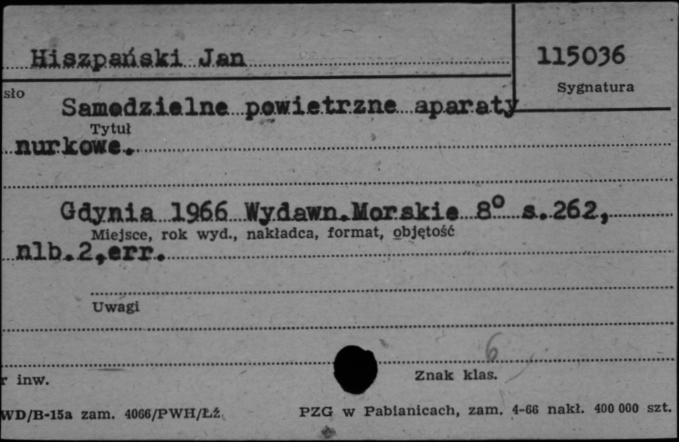 Hiszpański Jan
115036
Sygnatura
sło
Samodzielne powietrzne aparaty
Tytuł
nurkowe.
Gdynia 1966 Wydawn.Morskie 8° s.262,
Miejsce, rok wyd., nakładca, format, objętość
nlb.2,err.
Uwagi
6
r inw.
Znak klas.
WD/B-15a zam. 4066/PWH/ŁŹ
PZG w Pabianicach, zam. 4-66 nakł. 400 000 szt.